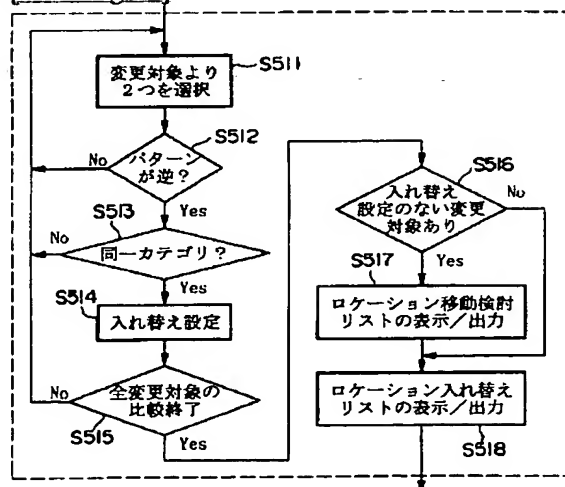 S511
変更対象より
2つを選択
S512
パターン
が逆?
No
Yes
S513
同一カテゴリ?
No
Yes
S514
入れ替え設定
全変更対象の
比較終了
No
S515
Yes
S516
入れ替え
設定のない変更
対象あり
No
Yes
S517
ロケーション移動検討
リストの表示/出力
ロケーション入れ替え
リストの表示/出力
S518